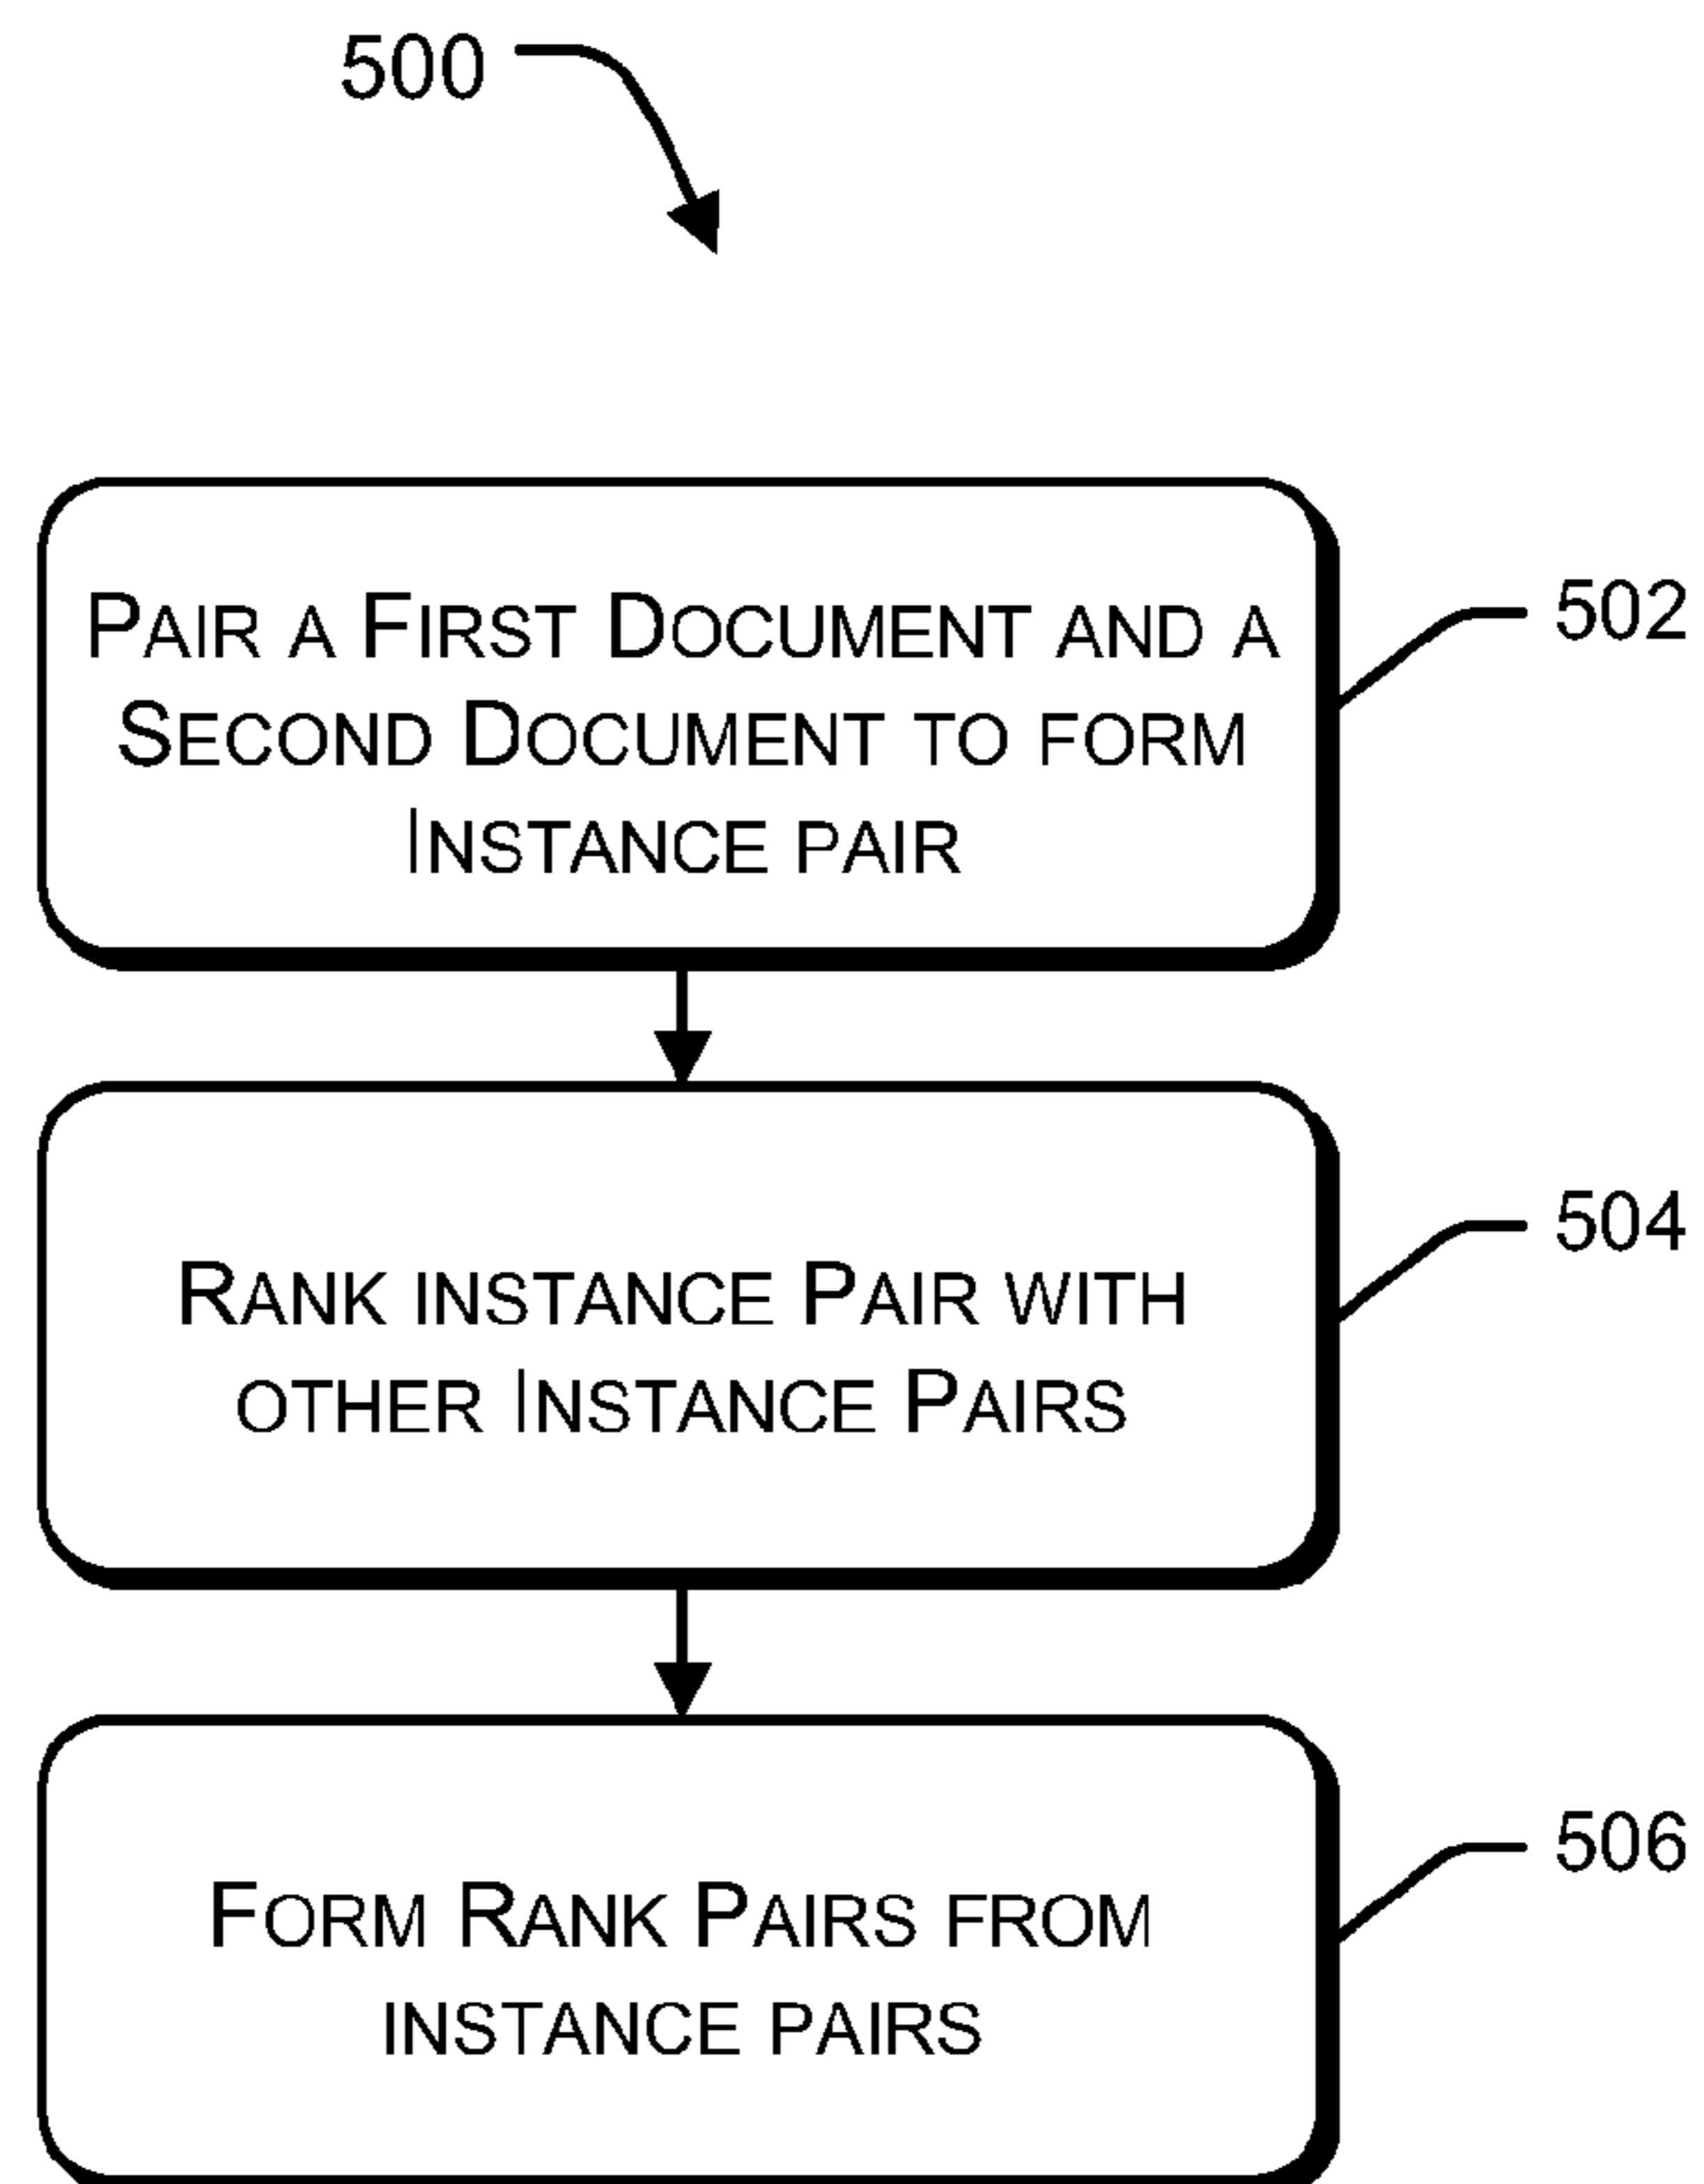 500
PAIR A FIRST DOCUMENT AND A
SECOND DOCUMENT TO FORM
INSTANCE PAIR
502
RANK INSTANCE PAIR WITH
OTHER INSTANCE PAIRS
504
FORM RANK PAIRS FROM
INSTANCE PAIRS
506